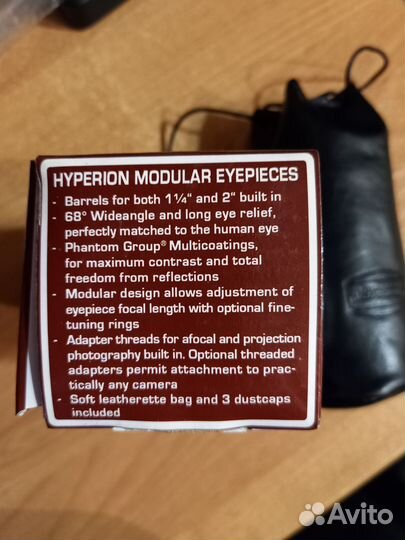 HYPERION MODULAR EYEPIECES
- Barrels for both 1¼" and 2" built in
- 68° Wideangle and long eye relief,
perfectly matched to the human eye
- Phantom Group® Multicoatings,
for maximum contrast and total
freedom from reflections
- Modular design allows adjustment of
eyepiece focal length with optional fine-
tuning rings
- Adapter threads for afocal and projection
photography built in. Optional threaded
adapters permit attachment to prac-
tically any camera
- Soft leatherette bag and 3 dustcaps
included
Avito